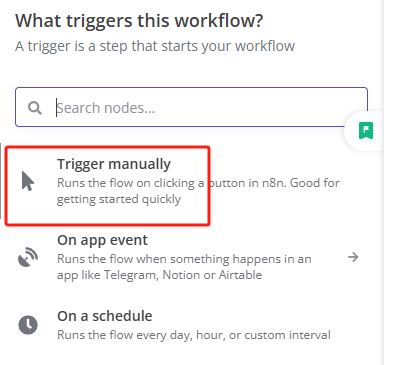 What triggers this workflow?
A trigger is a step that starts your workflow
Search nodes...
Trigger manually
Runs the flow on clicking a button in n8n. Good for
getting started quickly
On app event
Runs the flow when something happens in an
app like Telegram, Notion or Airtable
On a schedule
Runs the flow every day, hour, or custom interval